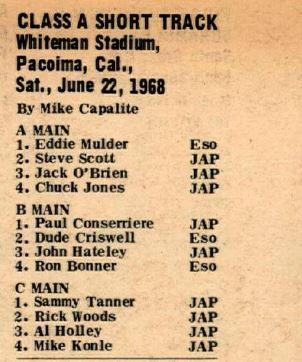 CLASS A SHORT TRACK
Whiteman Stadium,
Pacoima, Cal.,
Sat., June 22, 1968
By Mike Capalite
A MAIN
1. Eddie Mulder Eso
2. Steve Scott JAP
3. Jack O'Brien JAP
4. Chuck Jones JAP
B MAIN
1. Paul Conserriere JAP
2. Dude Criswell Eso
3. John Hateley JAP
4. Ron Bonner Eso
C MAIN
1. Sammy Tanner JAP
2. Rick Woods JAP
3. Al Holley JAP
4. Mike Konle JAP